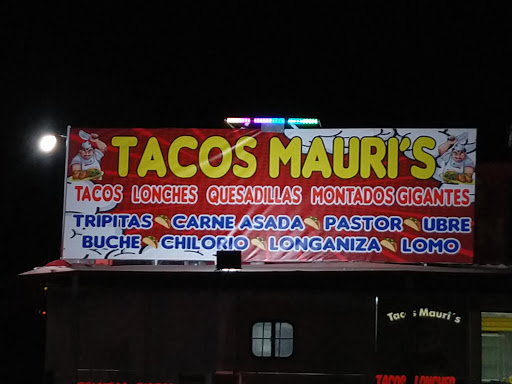 TACOS MAURI'S
TACOS LONCHES QUESADILLAS MONTADOS GIGANTES
TRIPITAS CARNE ASADA PASTOR UBRE
BUCHE CHILORIO LONGANIZA LOMO
Tacos Mauri's
TACOS LONCHES